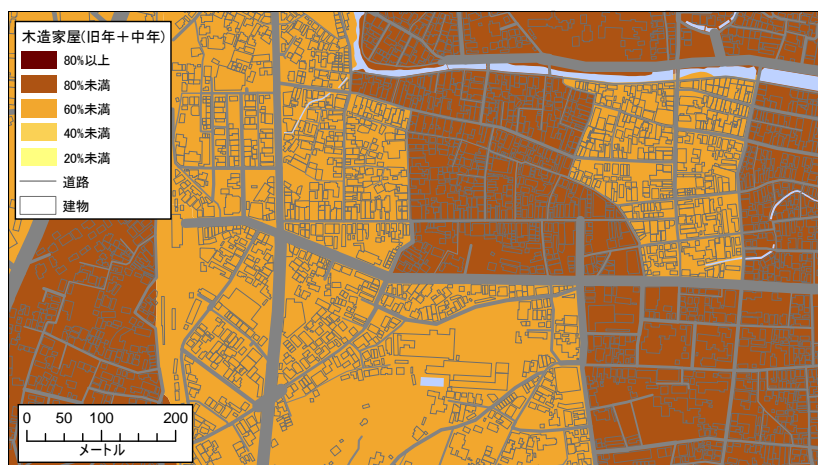 木造家屋(旧年+中年)
80%以上
80%未満
60%未満
40%未満
20%未満
道路
建物
0 50 100 200
メートル